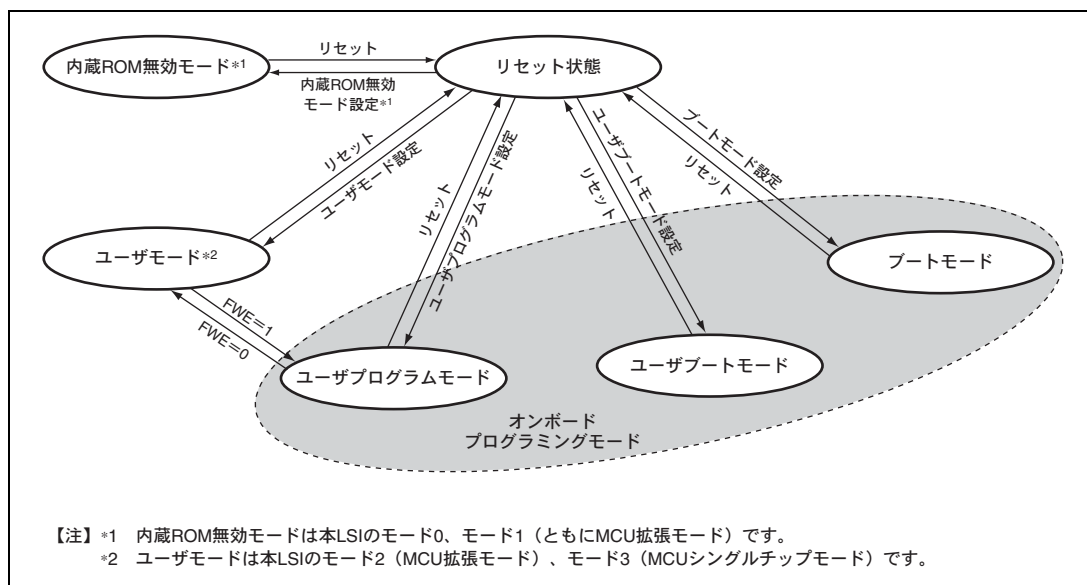 内蔵ROM無効モード*1
リセット
リセット状態
内蔵ROM無効
モード設定*1
リセット
ユーザモード設定
リセット
ユーザプログラムモード設定
ユーザブートモード設定
リセット
ブートモード設定
リセット
ユーザモード*2
ブートモード
FWE=1
FWE=0
ユーザプログラムモード
ユーザブートモード
オンボード
プログラミングモード
【注】 *1 内蔵ROM無効モードは本LSIのモード0、モード1（ともにMCU拡張モード）です。
*2 ユーザモードは本LSIのモード2（MCU拡張モード）、モード3（MCUシングルチップモード）です。